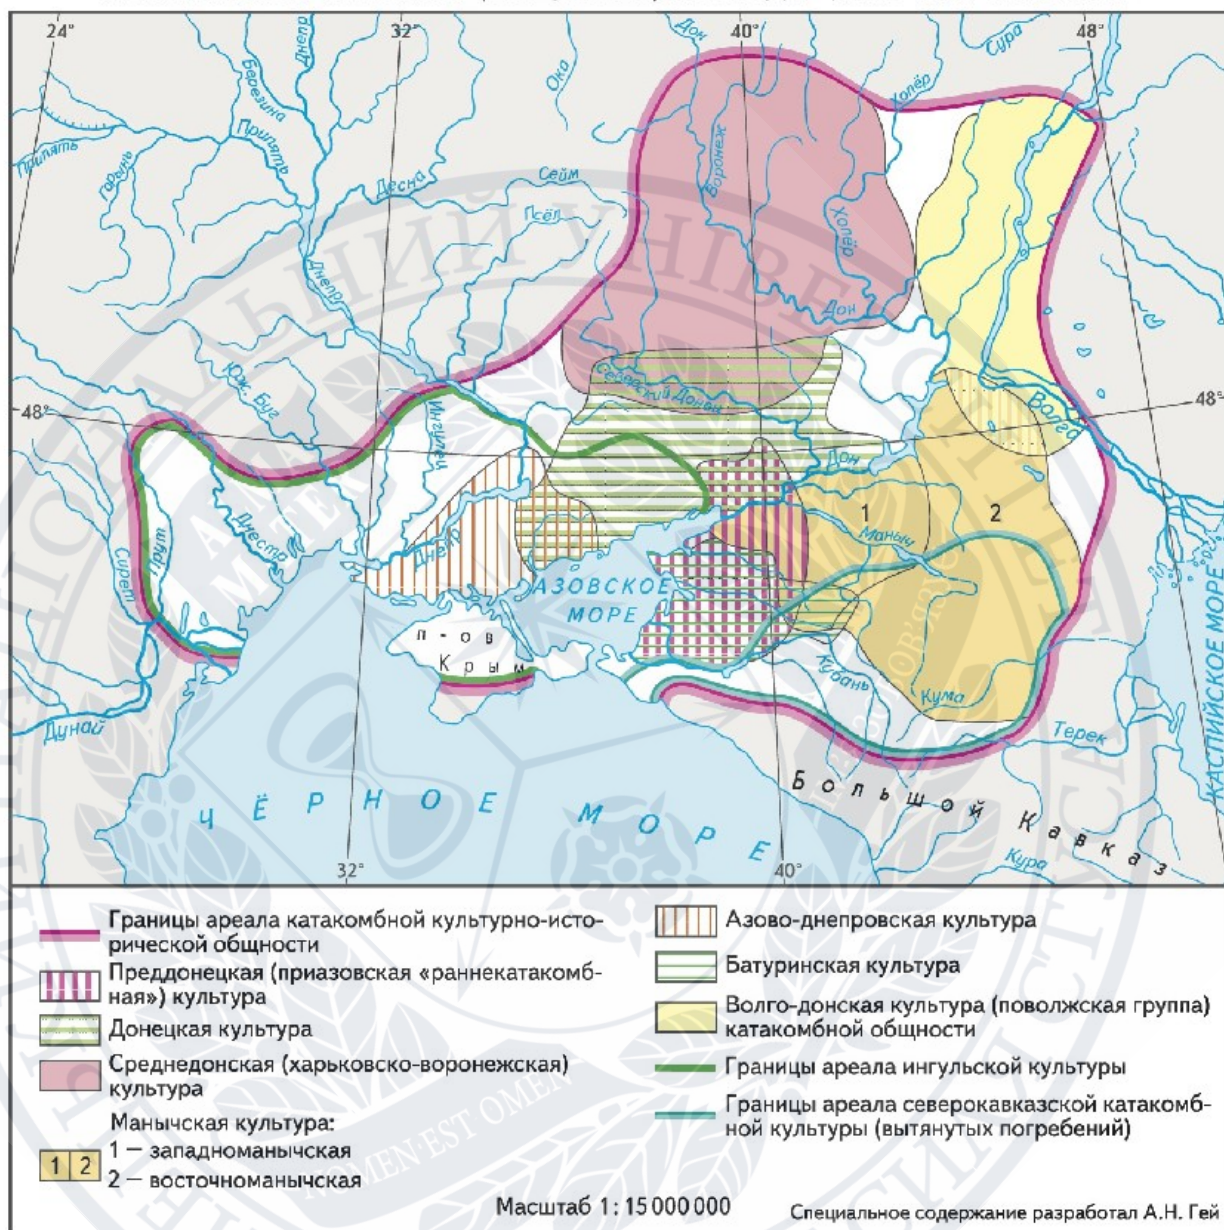 24°
32°
40°
48°
Днепр
Березина
Припять
Припять
Горынь
Десна
Сейм
Псёл
Ока
Дон
Воронеж
Хопёр
Хопёр
Сура
Днепр
Дон
Юж. Буг
Ингулец
Северский Донец
Волга
48°
48°
Дон
1
2
Маныч
Днестр
Прут
Сирет
Днепр
АЗОВСКОЕ
МОРЕ
п-ов
Крым
Кубань
Кума
Терек
Дунай
КАСПИЙСКОЕ МОРЕ
ЧЁРНОЕ МОРЕ
Большой Кавказ
Кура
32°
40°
Границы ареала катакомбной культурно-исто-
рической общности
Преддонецкая (приазовская «раннекатакомб-
ная») культура
Донецкая культура
Среднедонская (харьковско-воронежская)
культура
Манычская культура:
1 2
1 — западноманычская
2 — восточноманычская
Азово-днепровская культура
Батуринская культура
Волго-донская культура (поволжская группа)
катакомбной общности
Границы ареала ингульской культуры
Границы ареала северокавказской катакомб-
ной культуры (вытянутых погребений)
Масштаб 1: 15 000 000
Специальное содержание разработал А.Н. Гей
NOMEN·EST OMEN